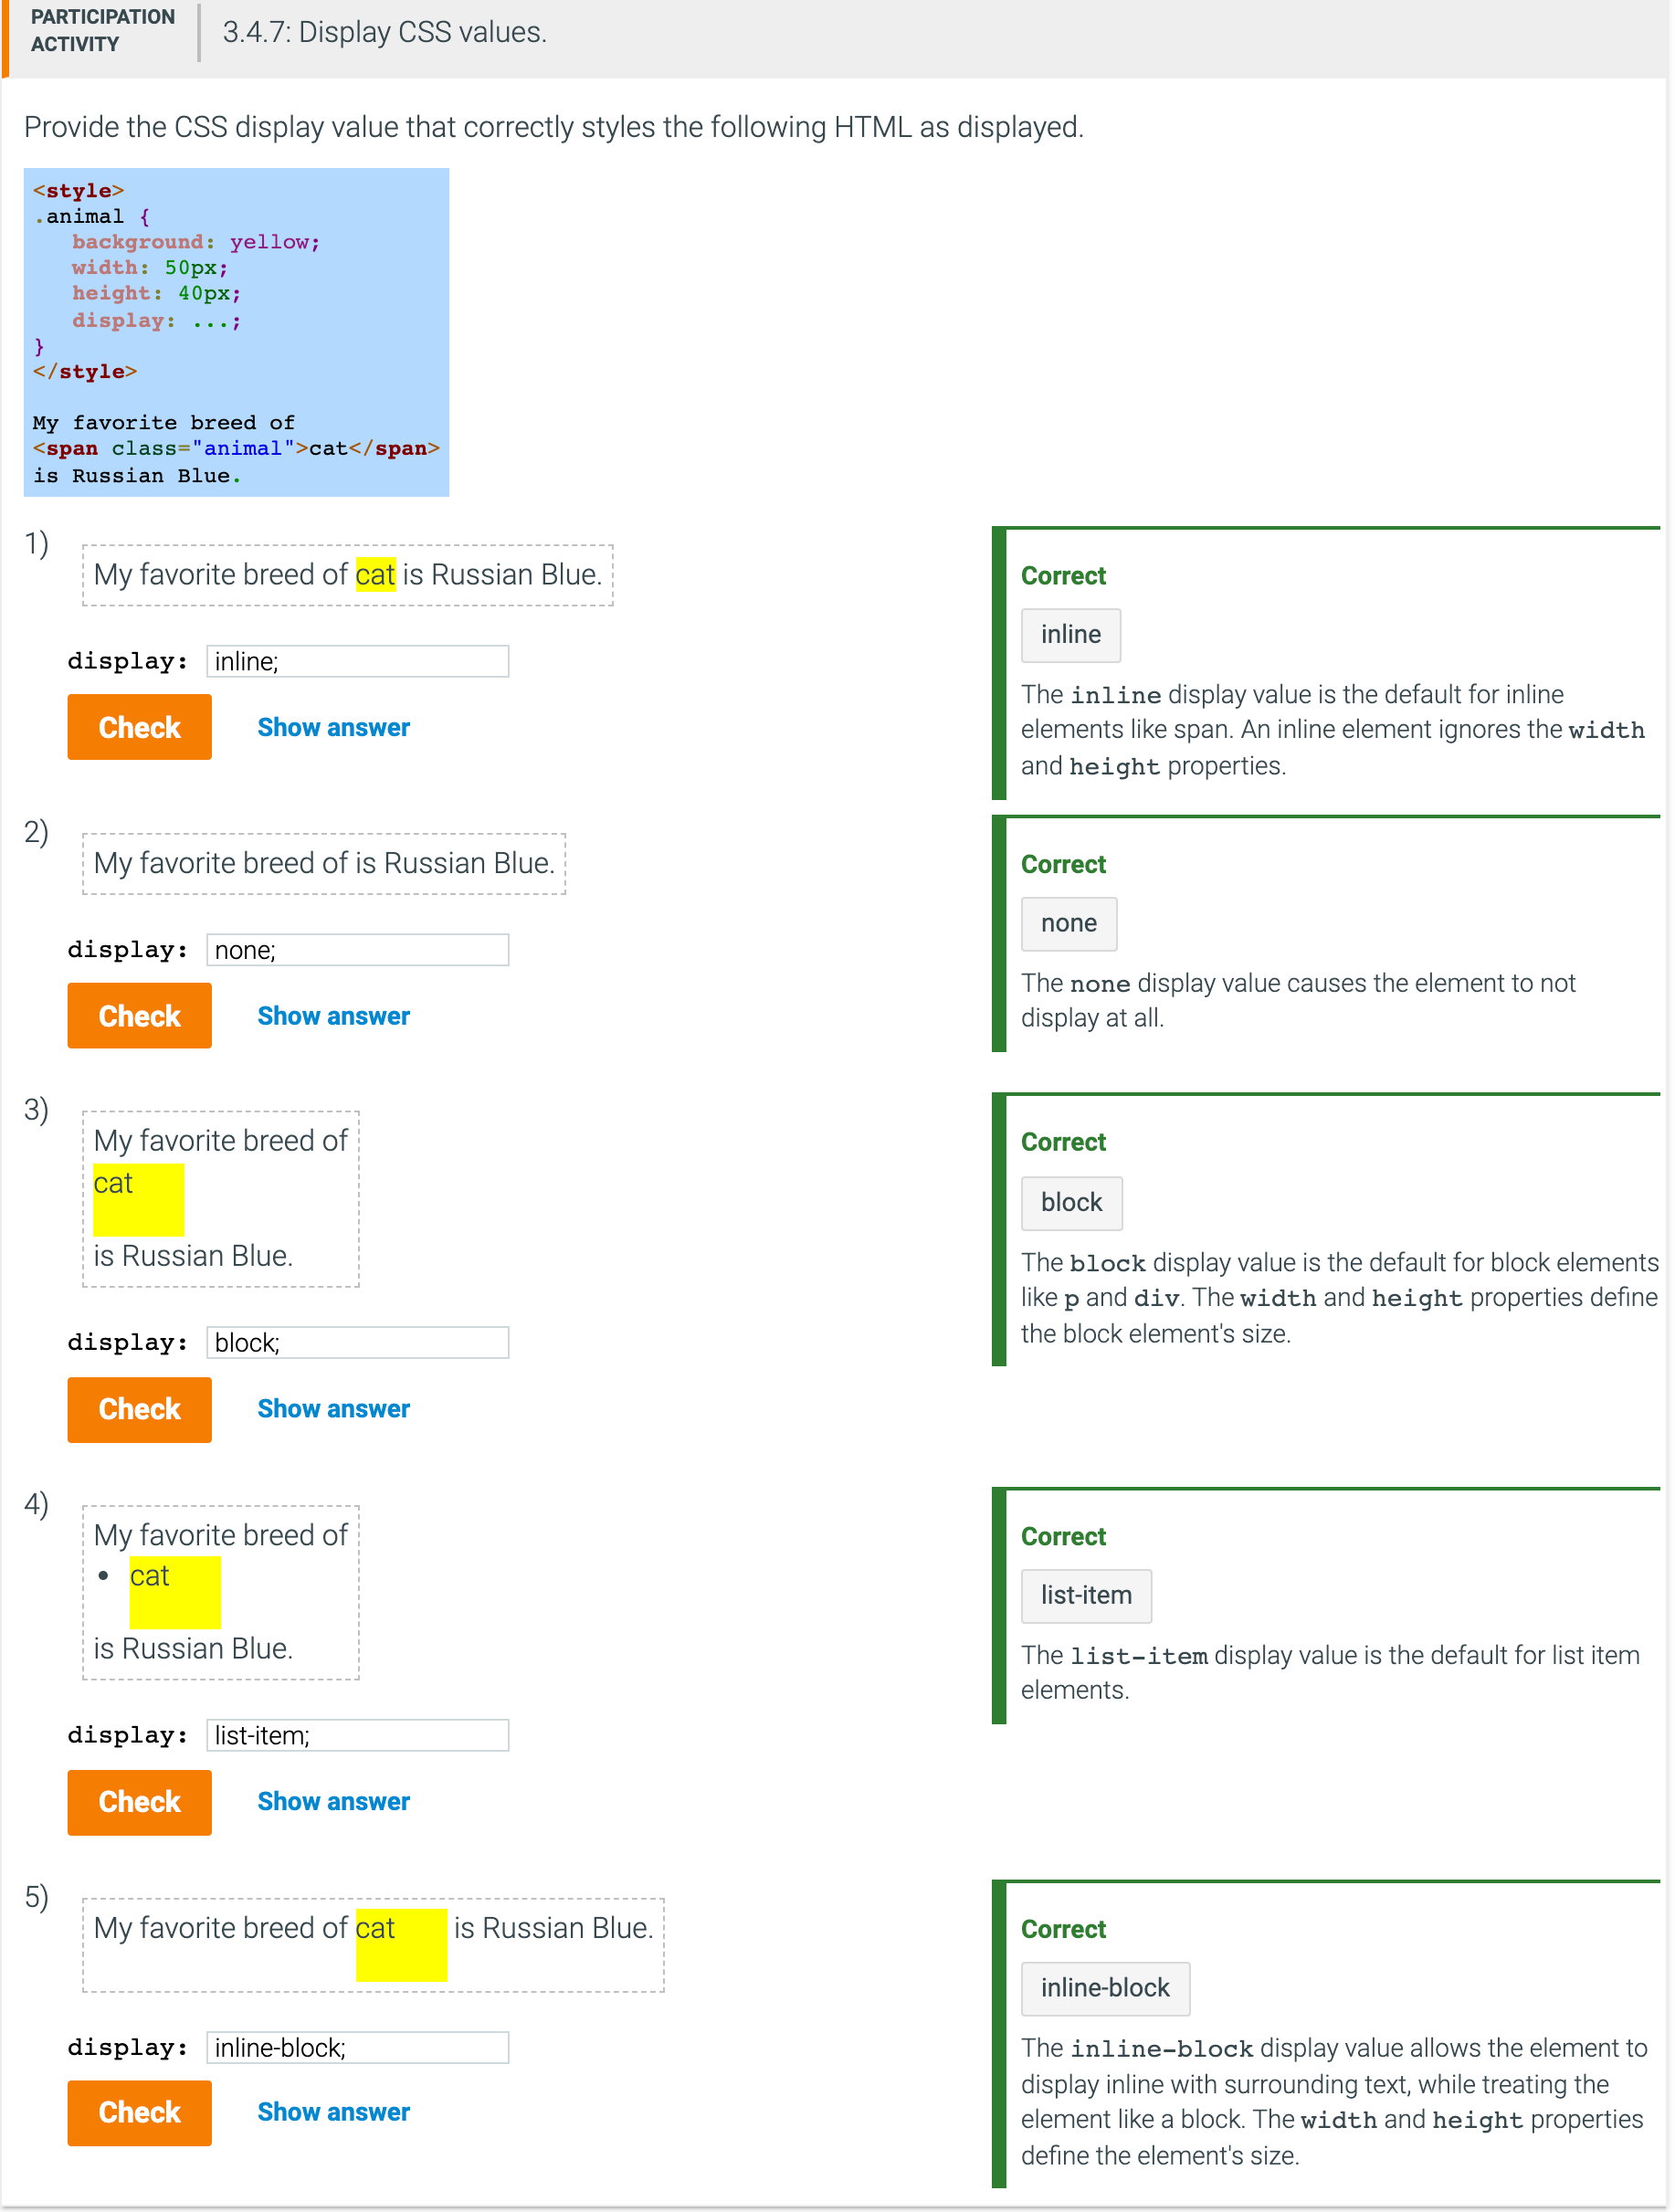 PARTICIPATION
ACTIVITY
3.4.7: Display CSS values.
Provide the CSS display value that correctly styles the following HTML as displayed.
<style>
.animal {
   background: yellow;
   width: 50px;
   height: 40px;
   display: ...;
}
</style>
My favorite breed of
<span class="animal">cat</span>
is Russian Blue.
1)
My favorite breed of cat is Russian Blue.
display: inline;
Check Show answer
Correct
inline
The inline display value is the default for inline
elements like span. An inline element ignores the width
and height properties.
2)
My favorite breed of is Russian Blue.
display: none;
Check Show answer
Correct
none
The none display value causes the element to not
display at all.
3)
My favorite breed of
cat
is Russian Blue.
display: block;
Check Show answer
Correct
block
The block display value is the default for block elements
like p and div. The width and height properties define
the block element's size.
4)
My favorite breed of
• cat
is Russian Blue.
display: list-item;
Check Show answer
Correct
list-item
The list-item display value is the default for list item
elements.
5)
My favorite breed of cat is Russian Blue.
display: inline-block;
Check Show answer
Correct
inline-block
The inline-block display value allows the element to
display inline with surrounding text, while treating the
element like a block. The width and height properties
define the element's size.